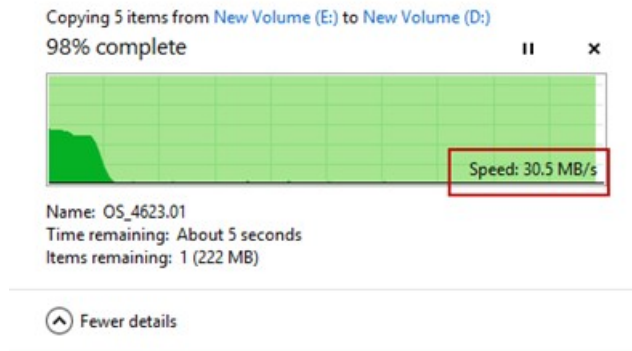 Copying 5 items from New Volume (E:) to New Volume (D:)
98% complete
Speed: 30.5 MB/s
Name: OS_4623.01
Time remaining: About 5 seconds
Items remaining: 1 (222 MB)
Fewer details